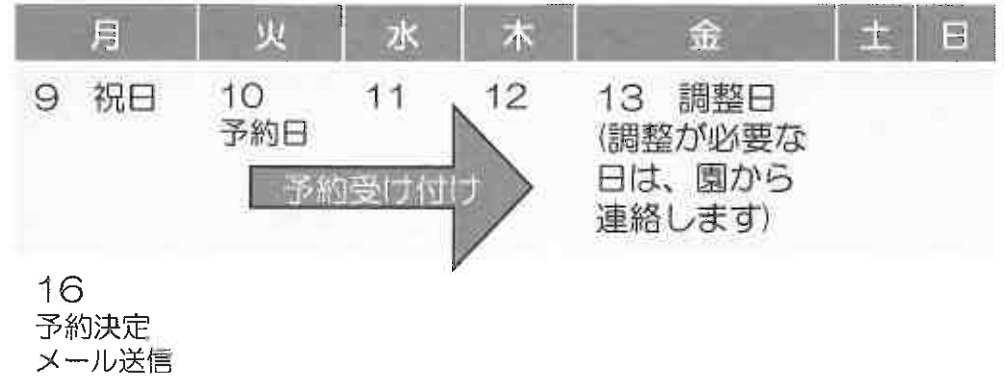 月 火 水 木 金 土 日
9 祝日 10 11 12 13 調整日
予約日
(調整が必要な
日は、園から
連絡します)
予約受け付け
16
予約決定
メール送信